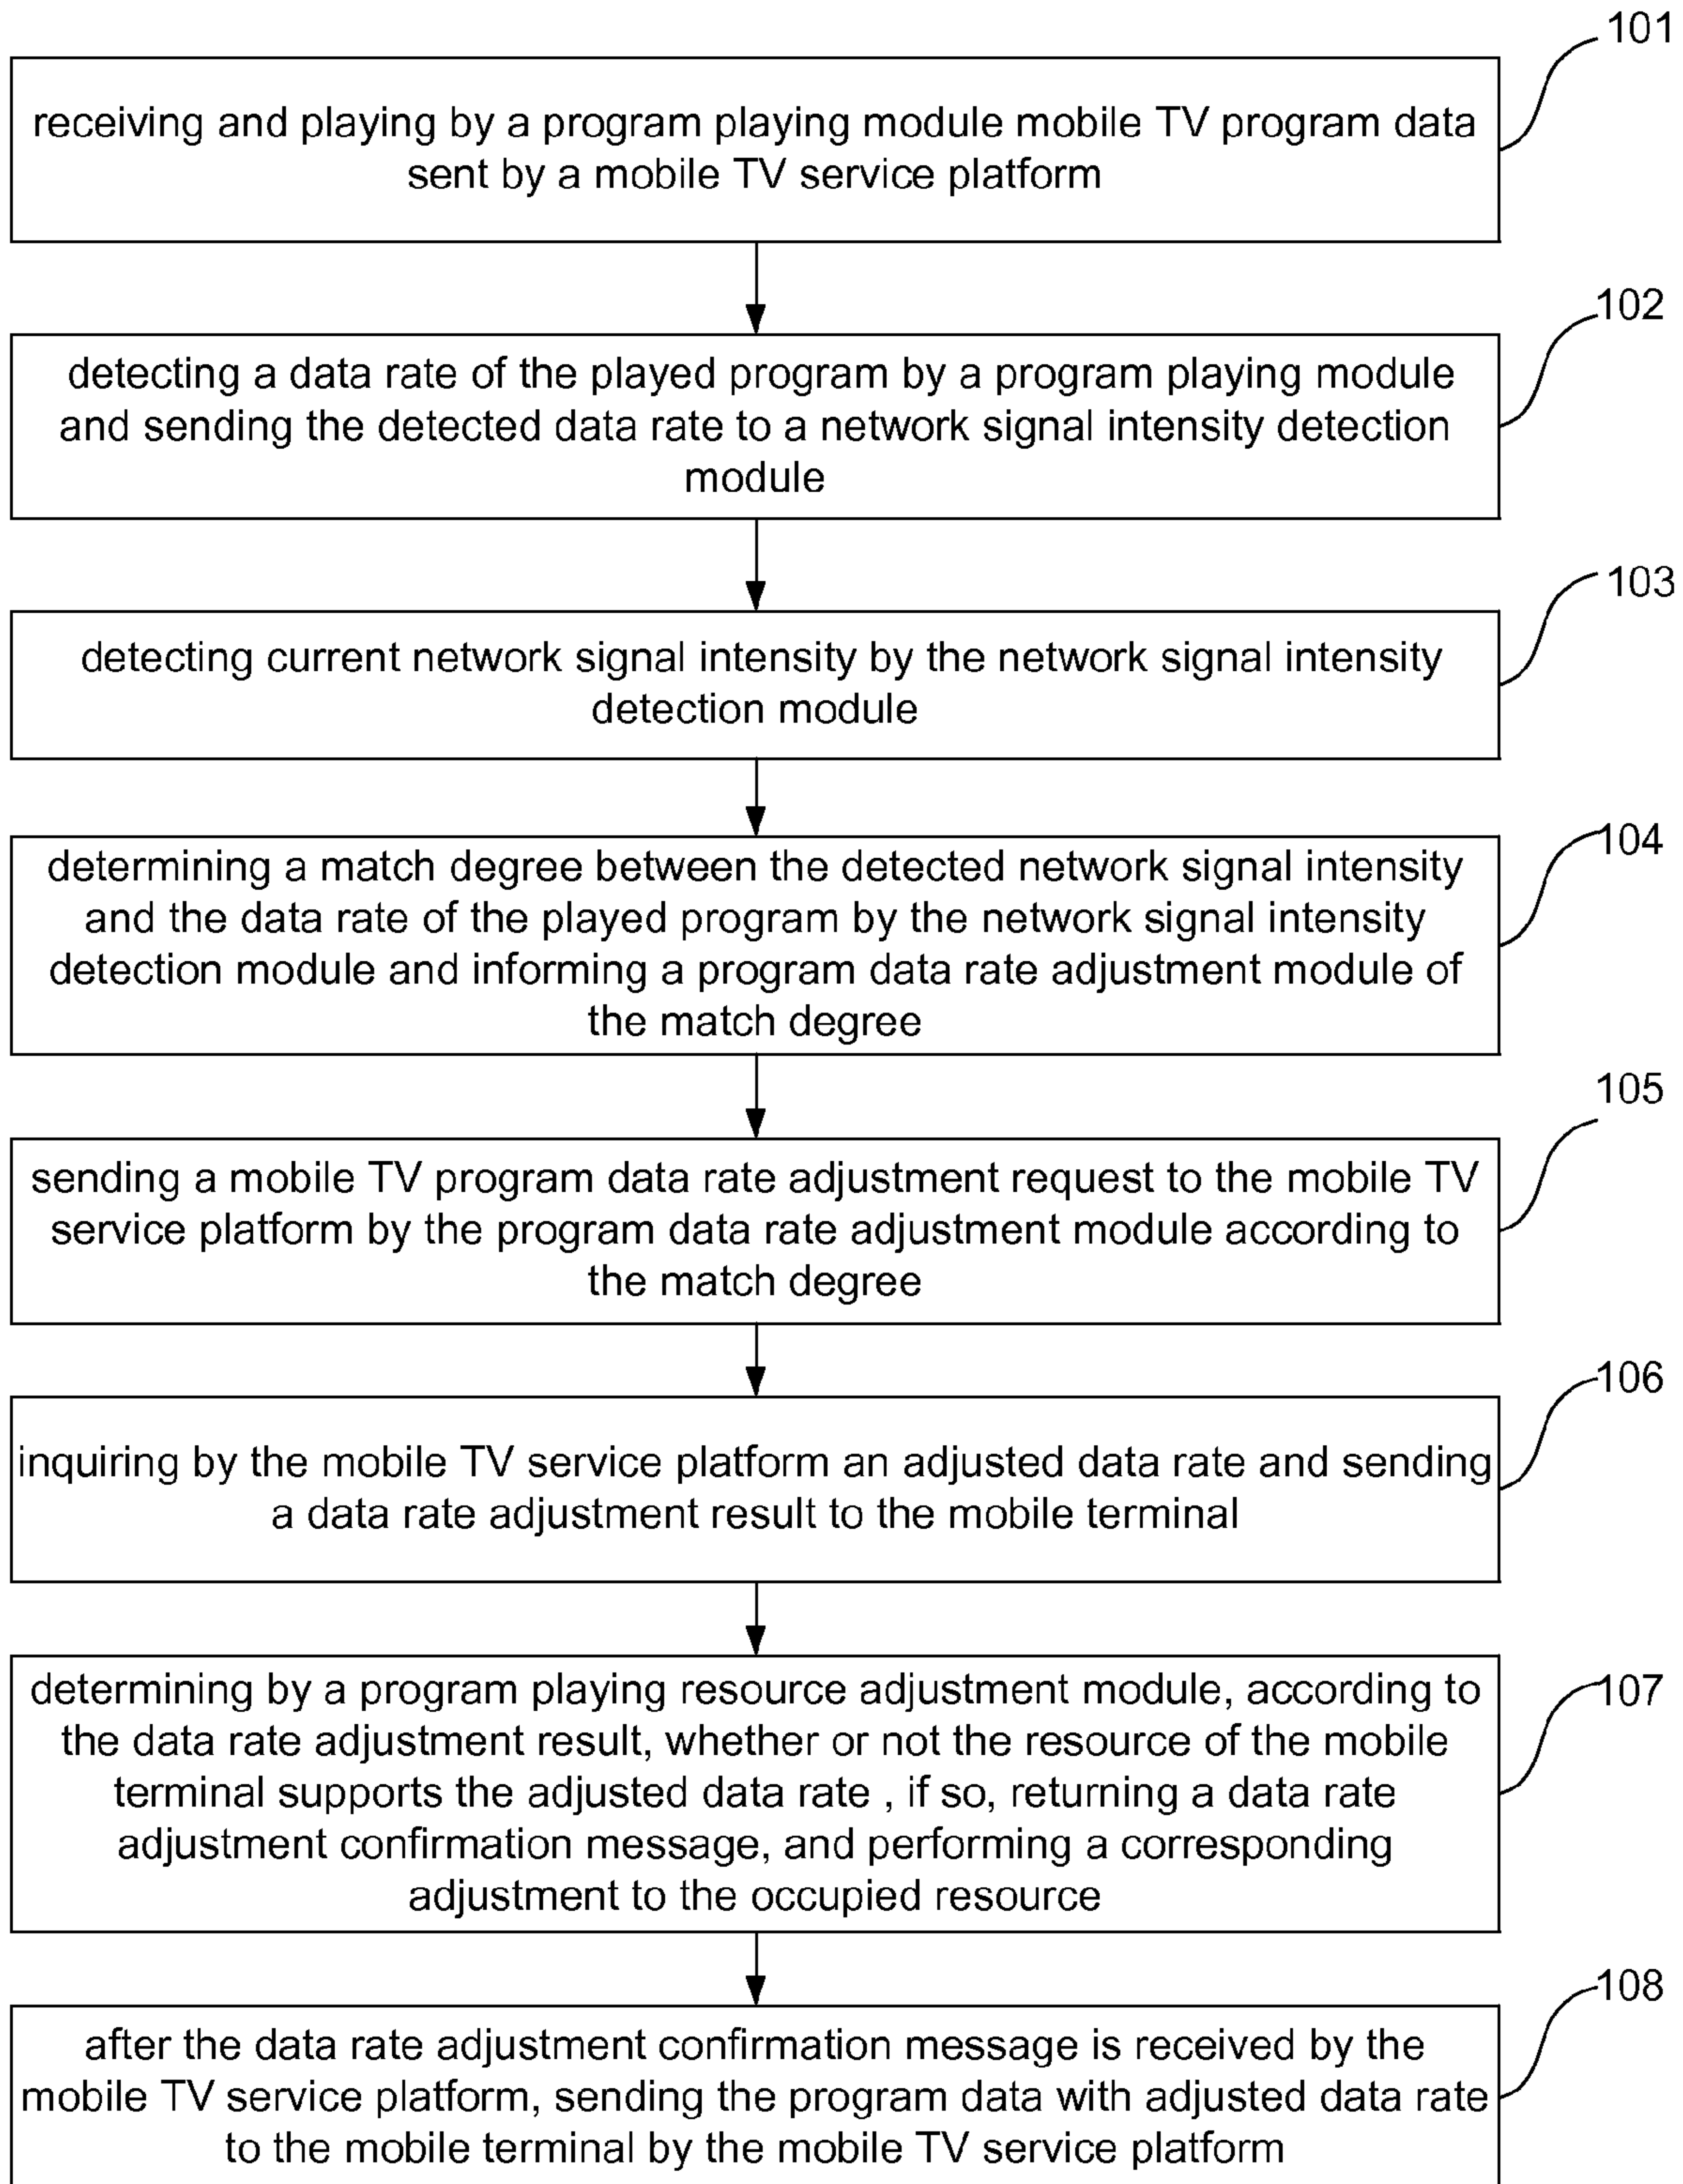 101
receiving and playing by a program playing module mobile TV program data
sent by a mobile TV service platform
102
detecting a data rate of the played program by a program playing module
and sending the detected data rate to a network signal intensity detection
module
103
detecting current network signal intensity by the network signal intensity
detection module
104
determining a match degree between the detected network signal intensity
and the data rate of the played program by the network signal intensity
detection module and informing a program data rate adjustment module of
the match degree
105
sending a mobile TV program data rate adjustment request to the mobile TV
service platform by the program data rate adjustment module according to
the match degree
106
inquiring by the mobile TV service platform an adjusted data rate and sending
a data rate adjustment result to the mobile terminal
107
determining by a program playing resource adjustment module, according to
the data rate adjustment result, whether or not the resource of the mobile
terminal supports the adjusted data rate , if so, returning a data rate
adjustment confirmation message, and performing a corresponding
adjustment to the occupied resource
108
after the data rate adjustment confirmation message is received by the
mobile TV service platform, sending the program data with adjusted data rate
to the mobile terminal by the mobile TV service platform